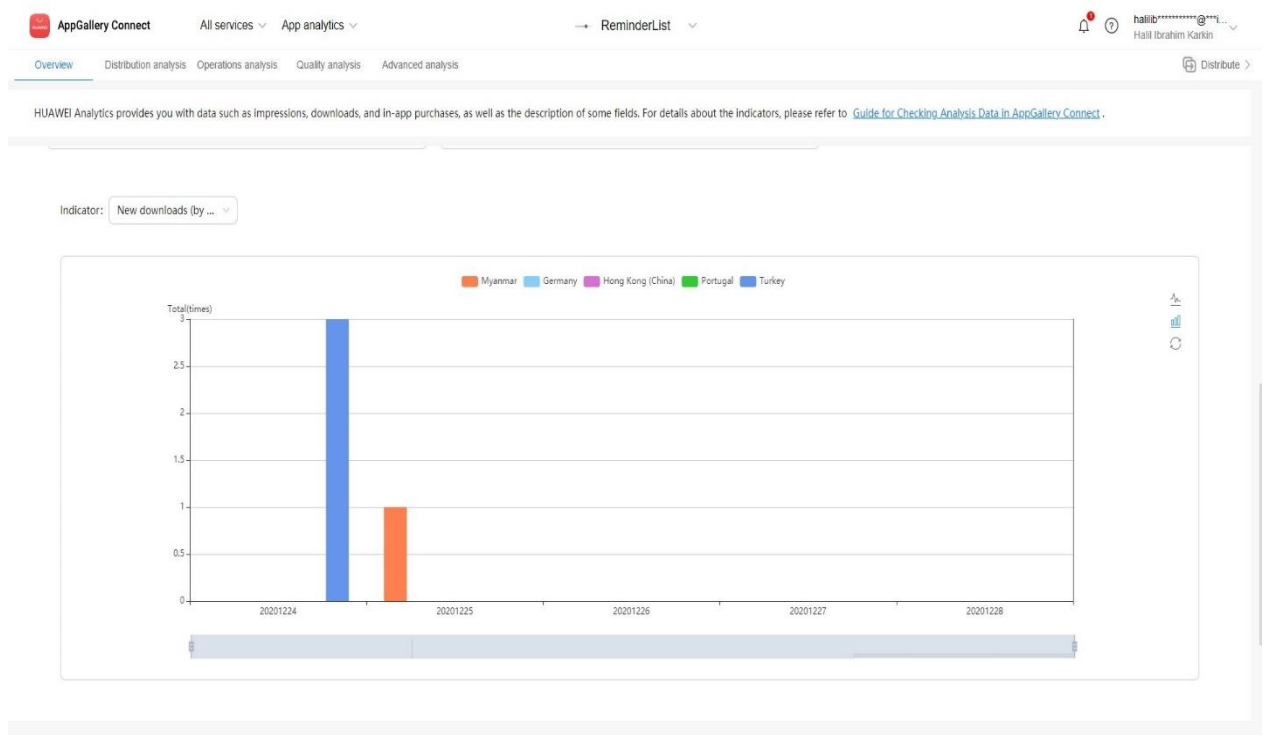 AppGallery Connect All services App analytics ReminderList halilib***********@***i...
Halil Ibrahim Karkin
Overview Distribution analysis Operations analysis Quality analysis Advanced analysis Distribute
HUAWEI Analytics provides you with data such as impressions, downloads, and in-app purchases, as well as the description of some fields. For details about the indicators, please refer to Guide for Checking Analysis Data in AppGallery Connect .
Indicator: New downloads (by ...
Myanmar Germany Hong Kong (China) Portugal Turkey
Total(times)
3
2.5
2
1.5
1
0.5
0
20201224 20201225 20201226 20201227 20201228